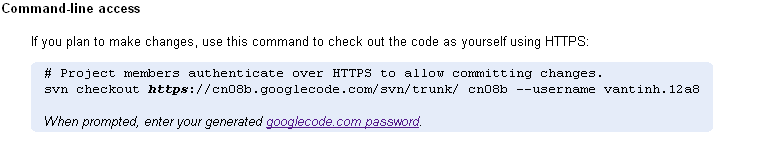 Command-line access
If you plan to make changes, use this command to check out the code as yourself using HTTPS:
# Project members authenticate over HTTPS to allow committing changes.
svn checkout https://cn08b.googlecode.com/svn/trunk/ cn08b --username vantinh.12a8
When prompted, enter your generated googlecode.com password.